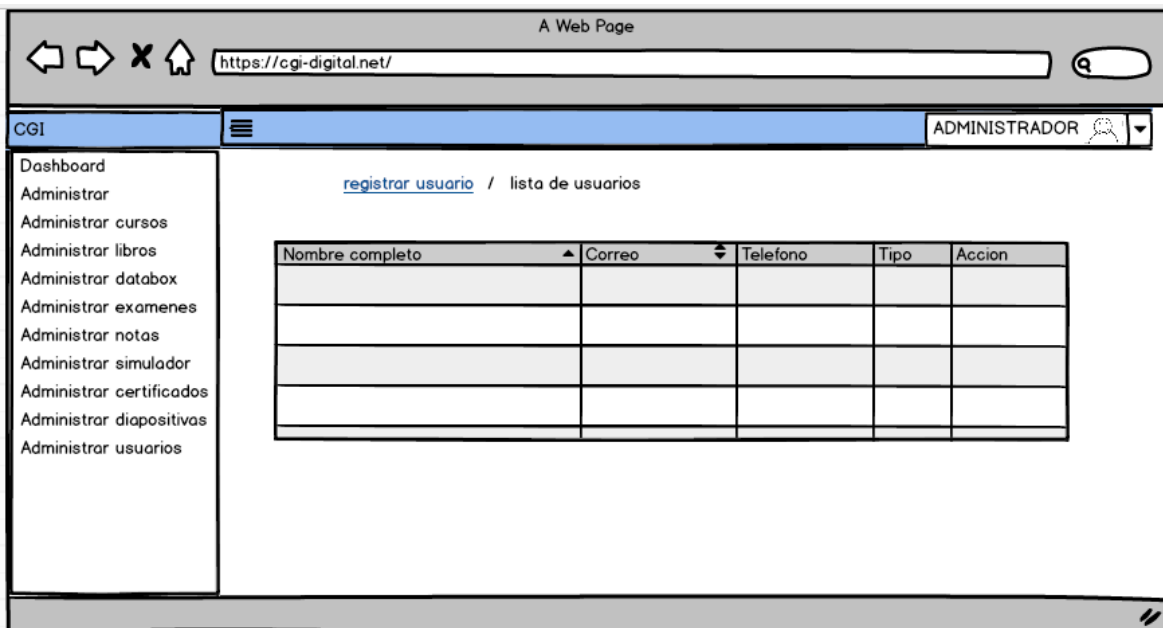 A Web Page
https://cgi-digital.net/
CGI
ADMINISTRADOR
Dashboard
Administrar
Administrar cursos
Administrar libros
Administrar databox
Administrar examenes
Administrar notas
Administrar simulador
Administrar certificados
Administrar diapositivas
Administrar usuarios
registrar usuario / lista de usuarios
Nombre completo Correo Telefóno Tipo Accion